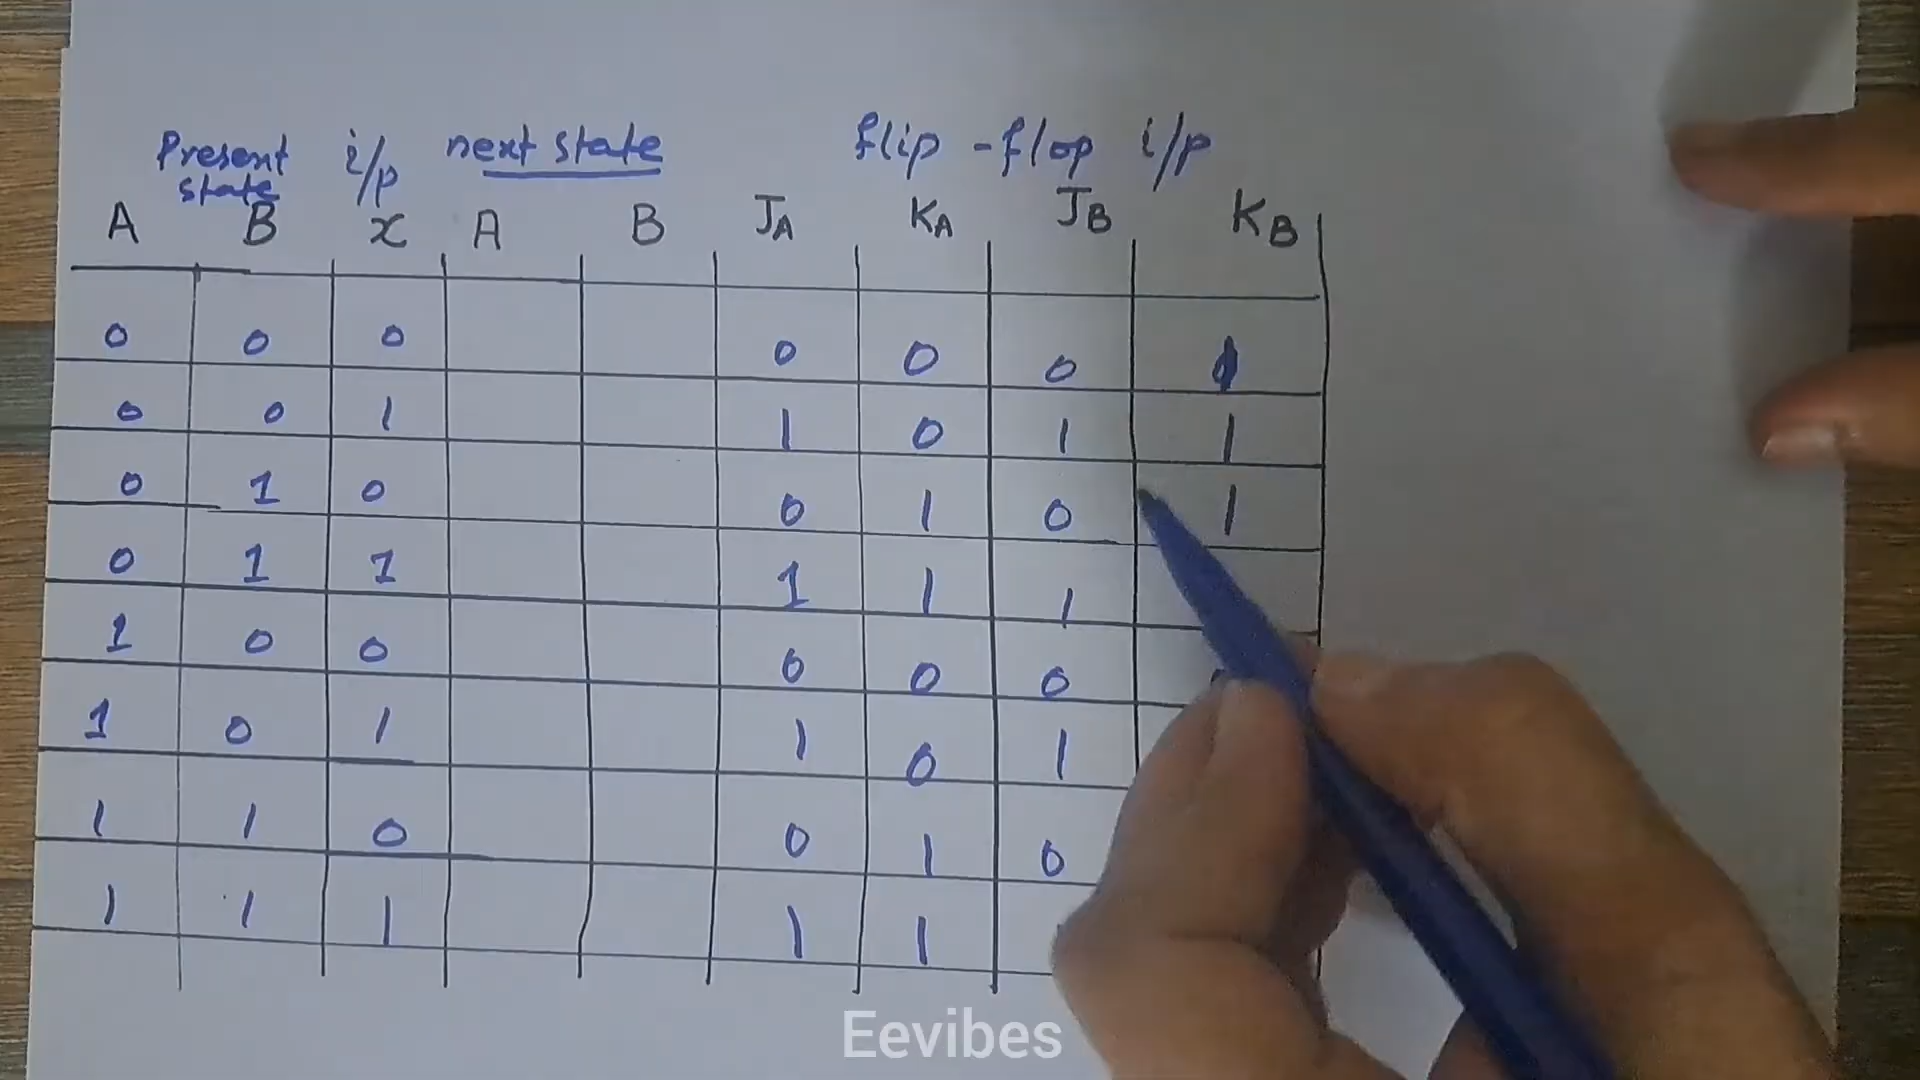 Present i/p next state flip-flop i/p
state
A B x A B JA KA JB KB
0 0 0 0 0 0
0 0 1 1 0 1 1
0 1 0 0 1 0 1
0 1 1 1 1 1
1 0 0 0 0 0
1 0 1 1 0 1
1 1 0 0 1 0
1 1 1 1 1
Eevibes